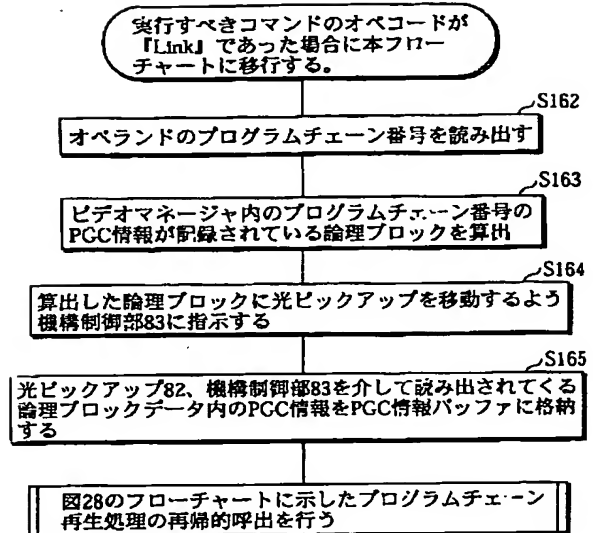 実行すべきコマンドのオペコードが
『Link』であった場合に本フロー
チャートに移行する。
S162
オペランドのプログラムチェーン番号を読み出す
S163
ビデオマネージャ内のプログラムチェーン番号の
PGC情報が記録されている論理ブロックを算出
S164
算出した論理ブロックに光ピックアップを移動するよう
機構制御部83に指示する
S165
光ピックアップ82、機構制御部83を介して読み出されてくる
論理ブロックデータ内のPGC情報をPGC情報バッファに格納
する
図28のフローチャートに示したプログラムチェーン
再生処理の再帰的呼出を行う